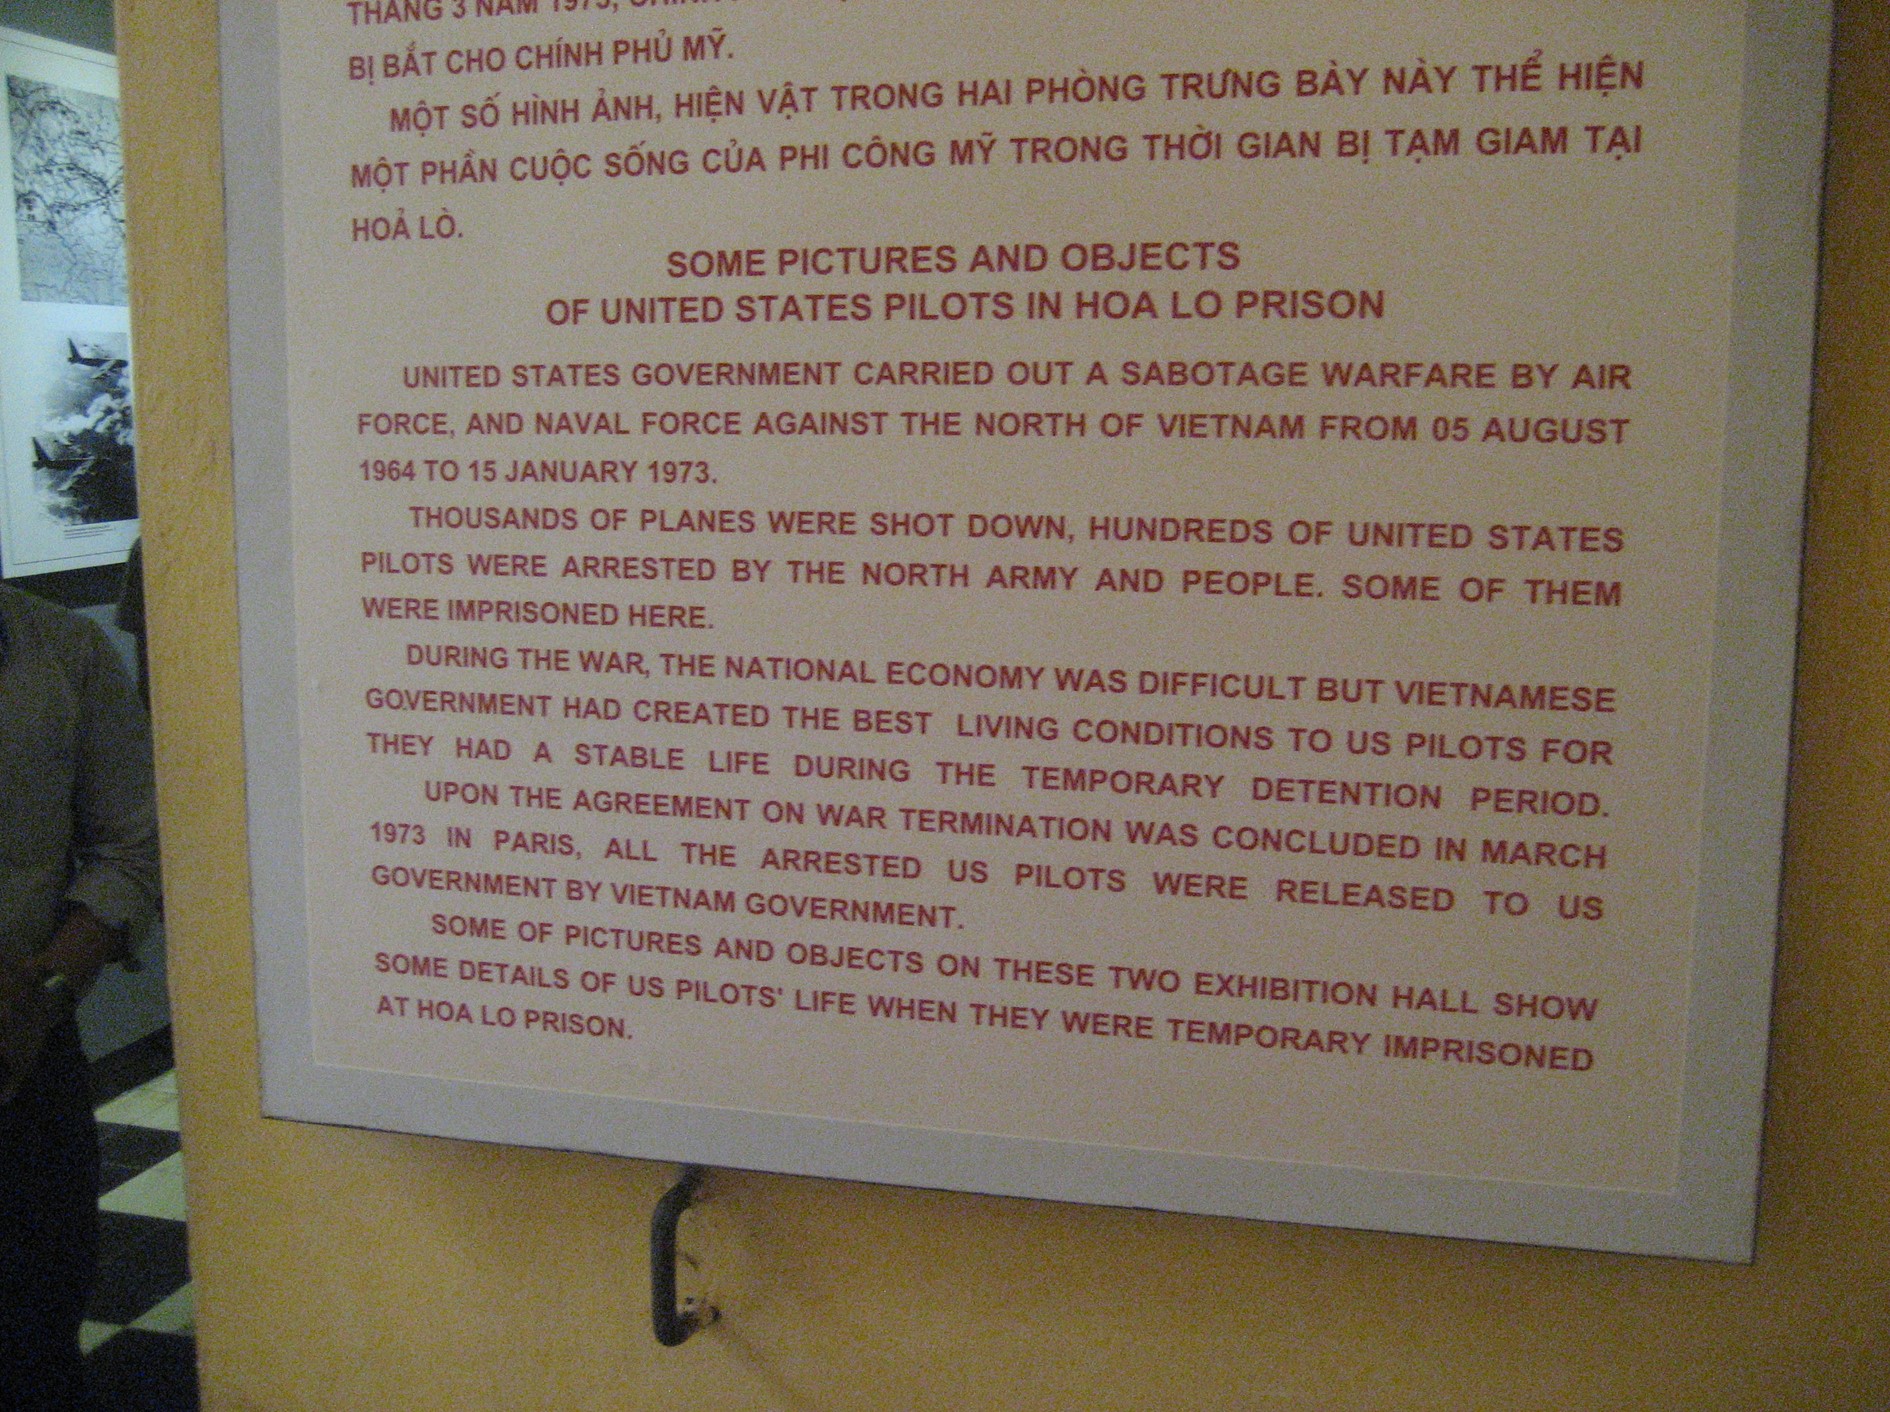 THÁNG 3 NĂM 1973,
BỊ BẮT CHO CHÍNH PHỦ MỸ.
MỘT SỐ HÌNH ẢNH, HIỆN VẬT TRONG HAI PHÒNG TRƯNG BÀY NÀY THỂ HIỆN
MỘT PHẦN CUỘC SỐNG CỦA PHI CÔNG MỸ TRONG THỜI GIAN BỊ TẠM GIAM TẠI
HOẢ LÒ.
SOME PICTURES AND OBJECTS
OF UNITED STATES PILOTS IN HOA LO PRISON
UNITED STATES GOVERNMENT CARRIED OUT A SABOTAGE WARFARE BY AIR
FORCE, AND NAVAL FORCE AGAINST THE NORTH OF VIETNAM FROM 05 AUGUST
1964 TO 15 JANUARY 1973.
THOUSANDS OF PLANES WERE SHOT DOWN, HUNDREDS OF UNITED STATES
PILOTS WERE ARRESTED BY THE NORTH ARMY AND PEOPLE. SOME OF THEM
WERE IMPRISONED HERE.
DURING THE WAR, THE NATIONAL ECONOMY WAS DIFFICULT BUT VIETNAMESE
GOVERNMENT HAD CREATED THE BEST LIVING CONDITIONS TO US PILOTS FOR
THEY HAD A STABLE LIFE DURING THE TEMPORARY DETENTION PERIOD.
UPON THE AGREEMENT ON WAR TERMINATION WAS CONCLUDED IN MARCH
1973 IN PARIS, ALL THE ARRESTED US PILOTS WERE RELEASED TO US
GOVERNMENT BY VIETNAM GOVERNMENT.
SOME OF PICTURES AND OBJECTS ON THESE TWO EXHIBITION HALL SHOW
SOME DETAILS OF US PILOTS' LIFE WHEN THEY WERE TEMPORARY IMPRISONED
AT HOA LO PRISON.